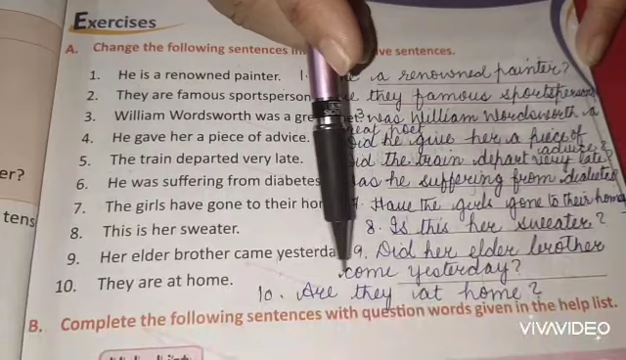 Exercises
A. Change the following sentences in ve sentences.
1. He is a renowned painter. 1. a renowned painter?
2. They are famous sportsperson they famous sportsperson
3. William Wordsworth was a gre was William Wordsworth a
great poet?
4. He gave her a piece of advice. Did he give her a piece of
advice?
5. The train departed very late. Did the train depart very late?
6. He was suffering from diabetes Was he suffering from diabetes
7. The girls have gone to their hom 7. Have the girls gone to their home
8. This is her sweater. 8. Is this her sweater?
9. Her elder brother came yesterda 9. Did her elder brother
come yesterday?
10. They are at home.
10. Are they at home?
B. Complete the following sentences with question words given in the help list.
er?
tens
VIVAVIDEO